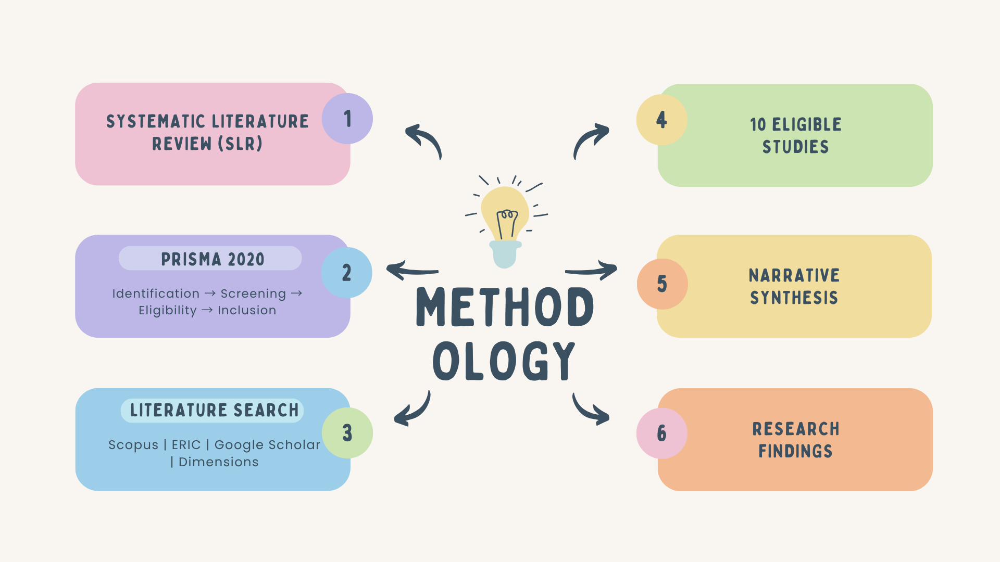 SYSTEMATIC LITERATURE
REVIEW (SLR)
1
PRISMA 2020
2
Identification → Screening →
Eligibility → Inclusion
LITERATURE SEARCH
3
Scopus | ERIC | Google Scholar
| Dimensions
METHOD
OLOGY
4
10 ELIGIBLE
STUDIES
5
NARRATIVE
SYNTHESIS
6
RESEARCH
FINDINGS